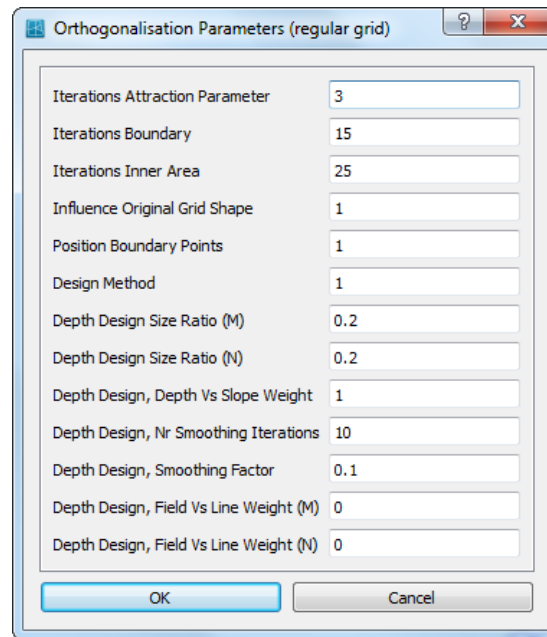 Orthogonalisation Parameters (regular grid) ? X
Iterations Attraction Parameter 3
Iterations Boundary 15
Iterations Inner Area 25
Influence Original Grid Shape 1
Position Boundary Points 1
Design Method 1
Depth Design Size Ratio (M) 0.2
Depth Design Size Ratio (N) 0.2
Depth Design, Depth Vs Slope Weight 1
Depth Design, Nr Smoothing Iterations 10
Depth Design, Smoothing Factor 0.1
Depth Design, Field Vs Line Weight (M) 0
Depth Design, Field Vs Line Weight (N) 0
OK Cancel